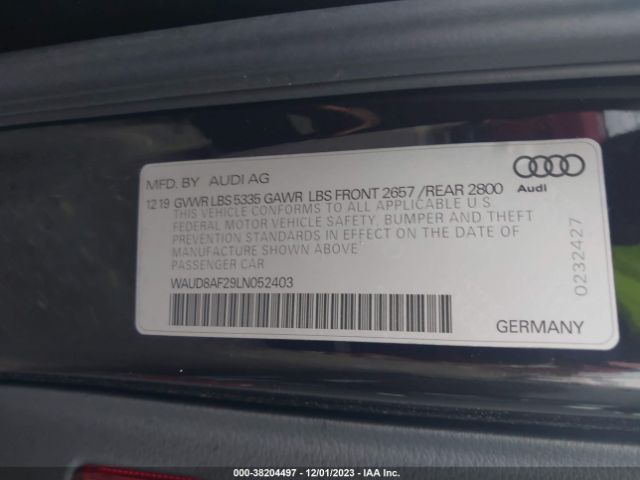 MFD. BY AUDI AG
Audi
12 19 GVWR LBS 5335 GAWR LBS FRONT 2657 /REAR 2800
THIS VEHICLE CONFORMS TO ALL APPLICABLE U S
FEDERAL MOTOR VEHICLE SAFETY, BUMPER AND THEFT
PREVENTION STANDARDS IN EFFECT ON THE DATE OF
MANUFACTURE SHOWN ABOVE
PASSENGER CAR
WAUD8AF29LN052403
0232427
GERMANY
000-38204497 - 12/01/2023 - IAA Inc.